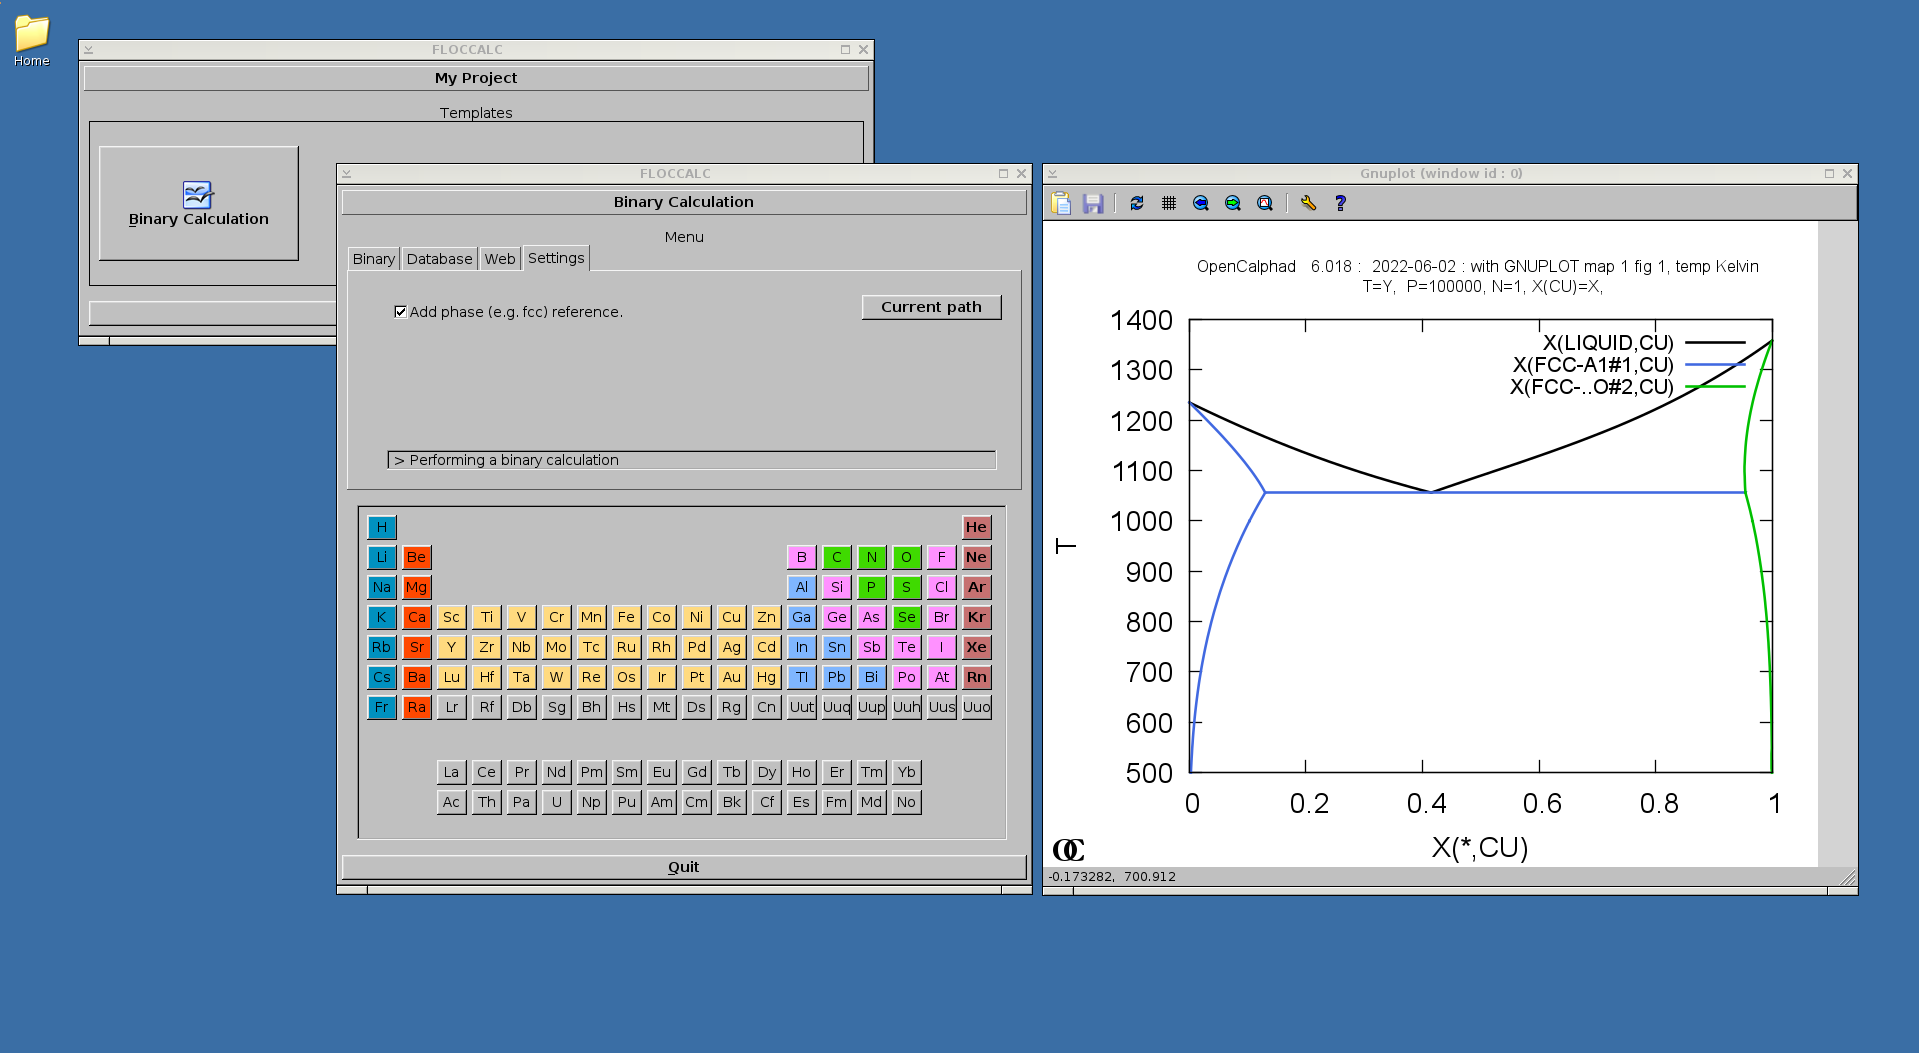 Home
FLOCCALC
My Project
Templates
Binary Calculation
FLOCCALC
Binary Calculation
Menu
Binary Database Web Settings
Add phase (e.g. fcc) reference.
Current path
> Performing a binary calculation
H He
Li Be B C N O F Ne
Na Mg Al Si P S Cl Ar
K Ca Sc Ti V Cr Mn Fe Co Ni Cu Zn Ga Ge As Se Br Kr
Rb Sr Y Zr Nb Mo Tc Ru Rh Pd Ag Cd In Sn Sb Te I Xe
Cs Ba Lu Hf Ta W Re Os Ir Pt Au Hg Tl Pb Bi Po At Rn
Fr Ra Lr Rf Db Sg Bh Hs Mt Ds Rg Cn Uut Uuq Uup Uuh Uus Uuo
La Ce Pr Nd Pm Sm Eu Gd Tb Dy Ho Er Tm Yb
Ac Th Pa U Np Pu Am Cm Bk Cf Es Fm Md No
Quit
Gnuplot (window id : 0)
OpenCalphad 6.018 : 2022-06-02 : with GNUPLOT map 1 fig 1, temp Kelvin
T=Y, P=100000, N=1, X(CU)=X,
X(LIQUID,CU)
X(FCC-A1#1,CU)
X(FCC-..O#2,CU)
1400
1300
1200
1100
1000
900
800
700
600
500
T
0 0.2 0.4 0.6 0.8 1
X(*,CU)
OC
-0.173282, 700.912